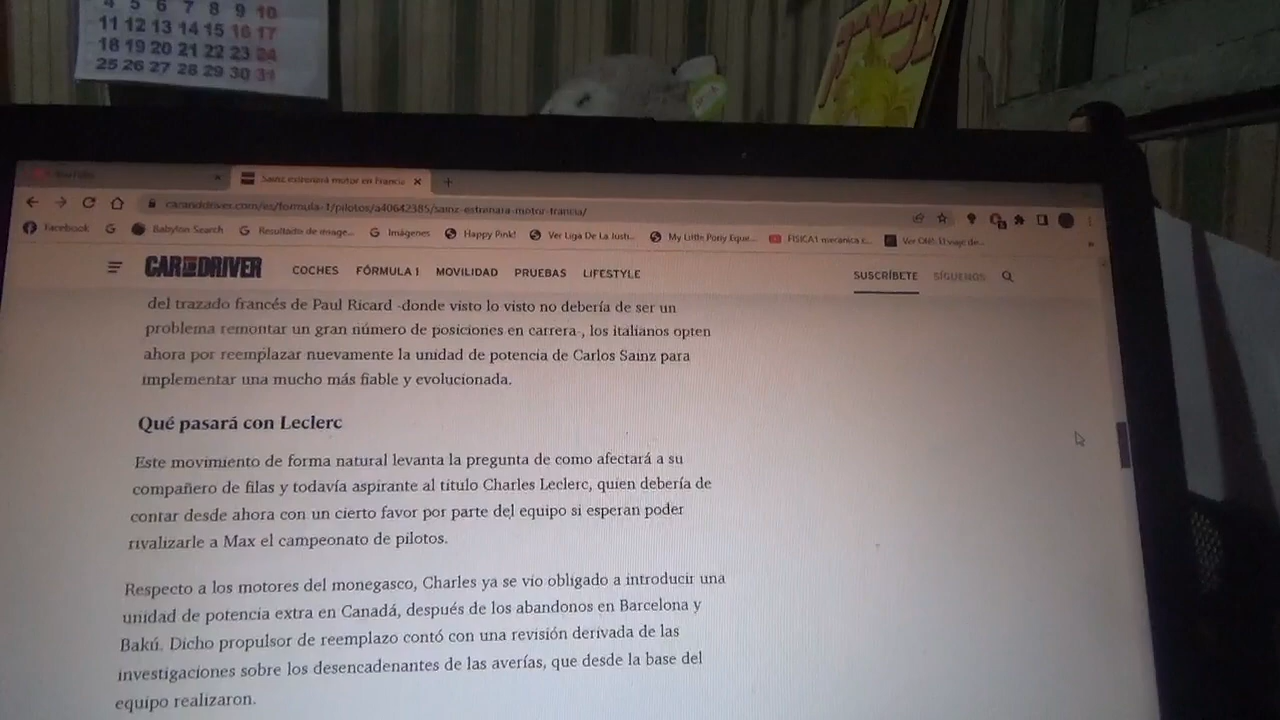 4 5 6 7 8 9 10
11 12 13 14 15 16 17
18 19 20 21 22 23 24
25 26 27 28 29 30 31
YouTube
Sainz estrenará motor en Francia
caranddriver.com/es/formula-1/pilotos/a40642385/sainz-estrenara-motor-francia/
Facebook
Babylon Search
Resultado de image...
Imágenes
Happy Pink!
Ver Liga De La Justi...
My Little Pony Eque...
FISICA1 mecanica c...
CAR AND DRIVER
COCHES FÓRMULA 1 MOVILIDAD PRUEBAS LIFESTYLE
SUSCRÍBETE SÍGUENOS
del trazado francés de Paul Ricard -donde visto lo visto no debería de ser un
problema remontar un gran número de posiciones en carrera-, los italianos opten
ahora por reemplazar nuevamente la unidad de potencia de Carlos Sainz para
implementar una mucho más fiable y evolucionada.
Qué pasará con Leclerc
Este movimiento de forma natural levanta la pregunta de como afectará a su
compañero de filas y todavía aspirante al título Charles Leclerc, quien debería de
contar desde ahora con un cierto favor por parte del equipo si esperan poder
rivalizarle a Max el campeonato de pilotos.
Respecto a los motores del monegasco, Charles ya se vio obligado a introducir una
unidad de potencia extra en Canadá, después de los abandonos en Barcelona y
Bakú. Dicho propulsor de reemplazo contó con una revisión derivada de las
investigaciones sobre los desencadenantes de las averías, que desde la base del
equipo realizaron.